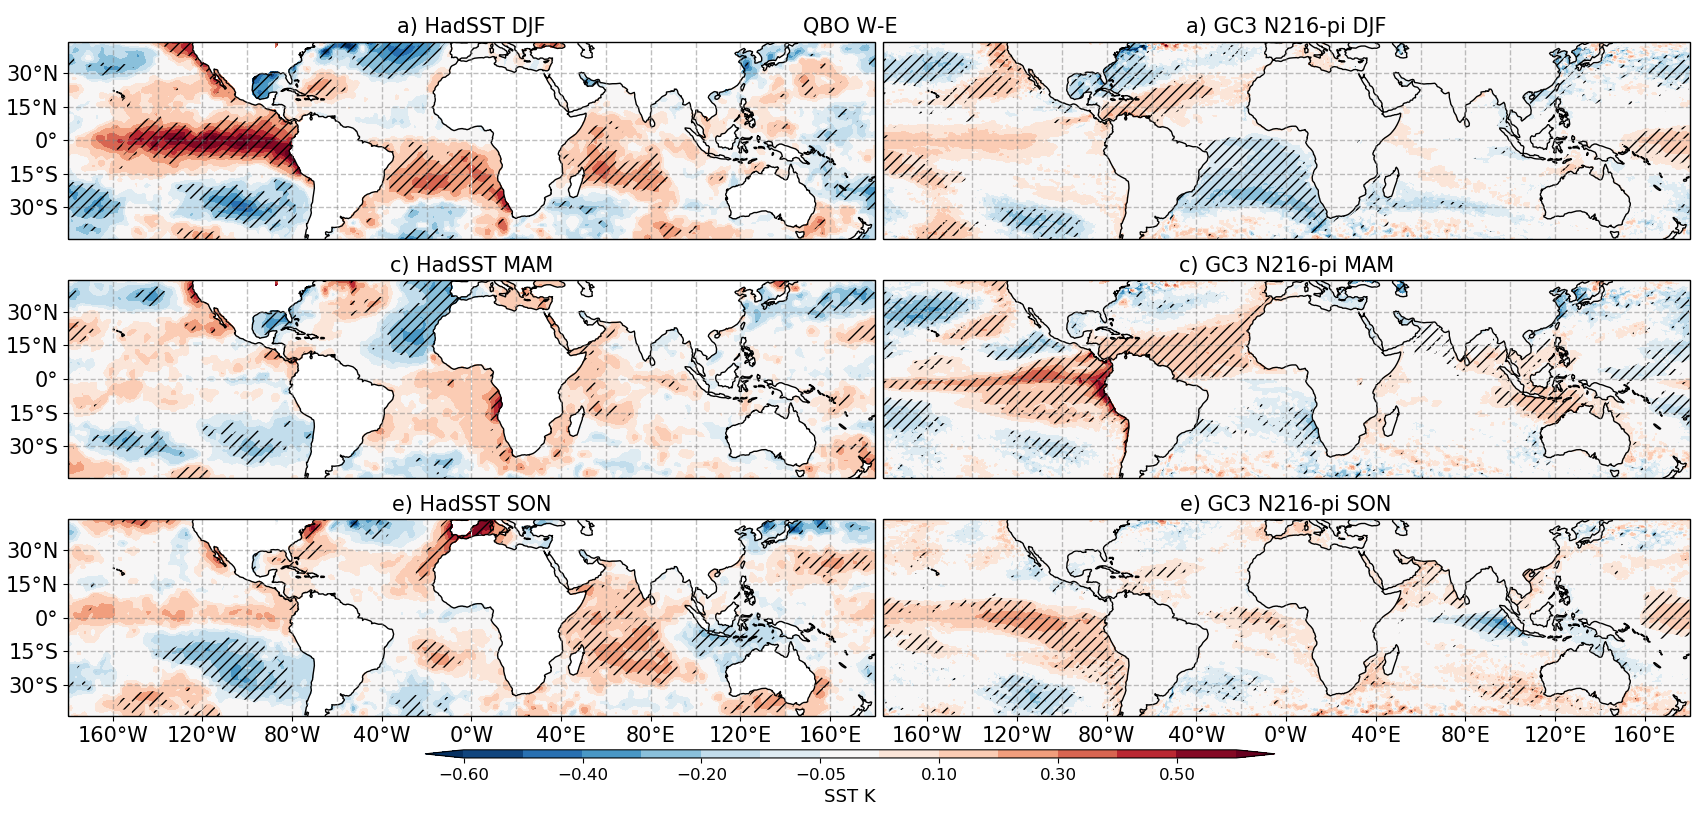 a) HadSST DJF QBO W-E a) GC3 N216-pi DJF
30°N
15°N
0°
15°S
30°S
c) HadSST MAM c) GC3 N216-pi MAM
30°N
15°N
0°
15°S
30°S
e) HadSST SON e) GC3 N216-pi SON
30°N
15°N
0°
15°S
30°S
160°W 120°W 80°W 40°W 0°W 40°E 80°E 120°E 160°E 160°W 120°W 80°W 40°W 0°W 40°E 80°E 120°E 160°E
−0.60 −0.40 −0.20 −0.05 0.10 0.30 0.50
SST K